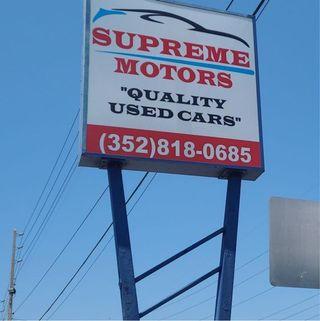 SUPREME
MOTORS
"QUALITY
USED CARS"
(352)818-0685